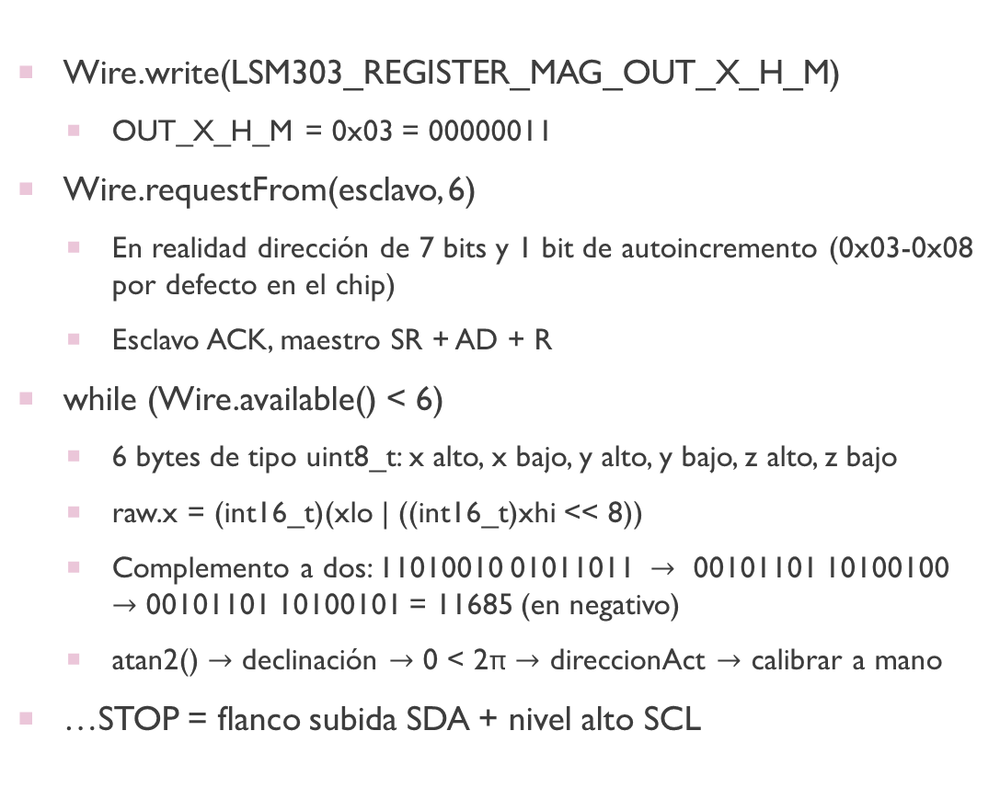 Wire.write(LSM303_REGISTER_MAG_OUT_X_H_M)
OUT_X_H_M = 0x03 = 00000011
Wire.requestFrom(esclavo, 6)
En realidad dirección de 7 bits y 1 bit de autoincremento (0x03-0x08
por defecto en el chip)
Esclavo ACK, maestro SR + AD + R
while (Wire.available() < 6)
6 bytes de tipo uint8_t: x alto, x bajo, y alto, y bajo, z alto, z bajo
raw.x = (int16_t)(xlo | ((int16_t)xhi << 8))
Complemento a dos: 11010010 01011011 → 00101101 10100100
→ 00101101 10100101 = 11685 (en negativo)
atan2() → declinación → 0 < 2π → direccionAct → calibrar a mano
…STOP = flanco subida SDA + nivel alto SCL